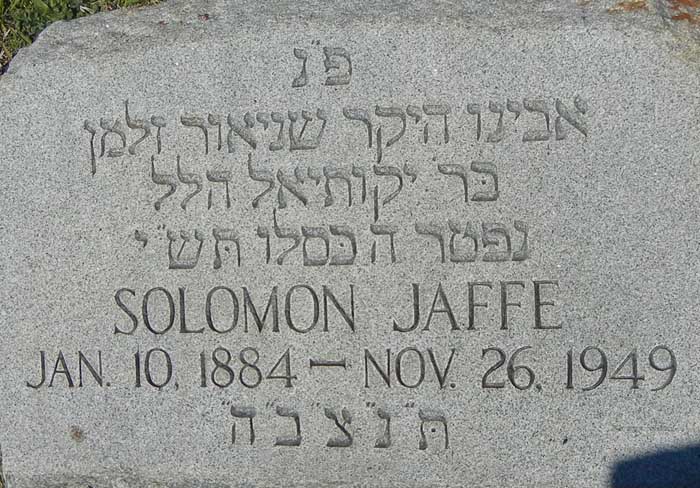 פ"נ
אבינו היקר שניאור זלמן
בר יקותיאל הלל
נפטר ה כסלו תש"י
SOLOMON JAFFE
JAN. 10, 1884 – NOV. 26, 1949
ת"נ"צ"ב"ה